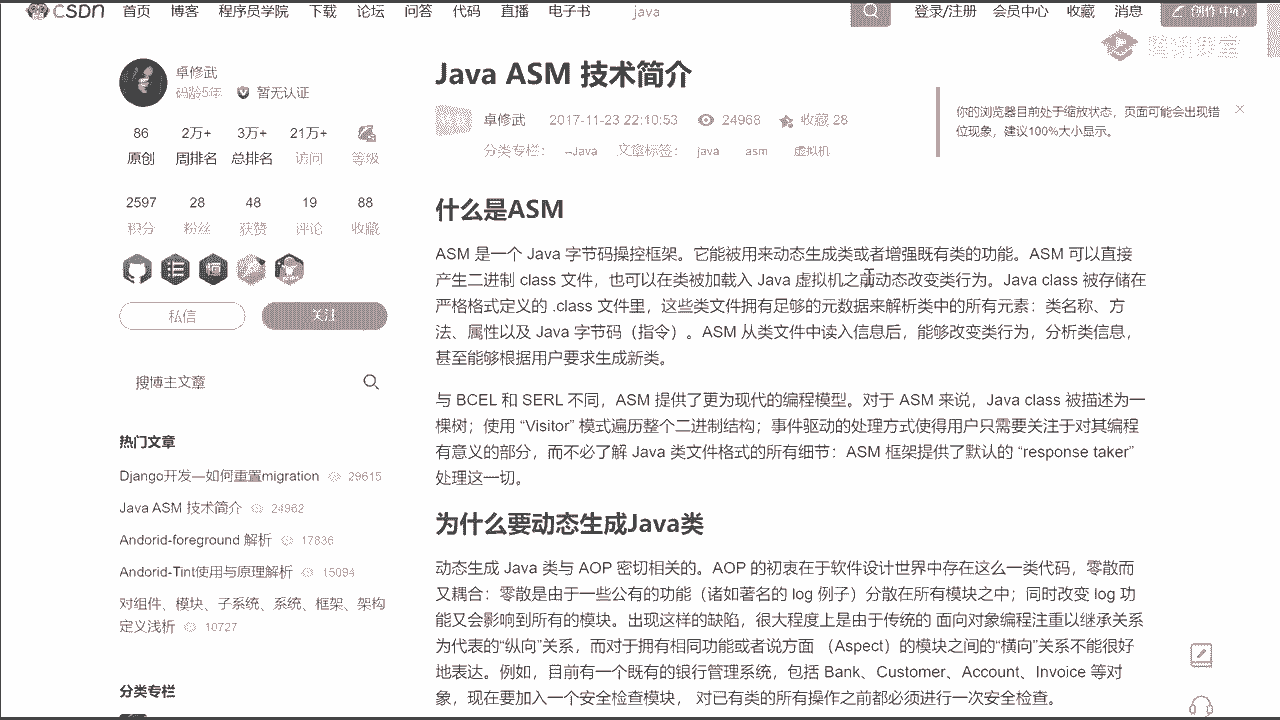 CSDN 首页 博客 程序员学院 下载 论坛 问答 代码 直播 电子书 java 登录/注册 会员中心 收藏 消息 创作中心
腾讯课堂
卓修武
码龄5年 暂无认证
86 2万+ 3万+ 21万+
原创 周排名 总排名 访问 等级
2597 28 48 19 88
积分 粉丝 获赞 评论 收藏
私信 关注
搜博主文章
热门文章
Django开发—如何重置migration 29615
Java ASM 技术简介 24962
Andorid-foreground 解析 17836
Andorid-Tint使用与原理解析 15094
对组件、模块、子系统、系统、框架、架构
定义浅析 10727
分类专栏
Java ASM 技术简介
卓修武 2017-11-23 22:10:53 24968 收藏 28
分类专栏： --Java 文章标签： java asm 虚拟机
你的浏览器目前处于缩放状态，页面可能会出现错
位现象，建议100%大小显示。
什么是ASM
ASM 是一个 Java 字节码操控框架。它能被用来动态生成类或者增强既有类的功能。ASM 可以直接
产生二进制 class 文件，也可以在类被加载入 Java 虚拟机之前动态改变类行为。Java class 被存储在
严格格式定义的 .class 文件里，这些类文件拥有足够的元数据来解析类中的所有元素：类名称、方
法、属性以及 Java 字节码（指令）。ASM 从类文件中读入信息后，能够改变类行为，分析类信息，
甚至能够根据用户要求生成新类。
与 BCEL 和 SERL 不同，ASM 提供了更为现代的编程模型。对于 ASM 来说，Java class 被描述为一
棵树；使用 “Visitor” 模式遍历整个二进制结构；事件驱动的处理方式使得用户只需要关注于对其编程
有意义的部分，而不必了解 Java 类文件格式的所有细节：ASM 框架提供了默认的 “response taker”
处理这一切。
为什么要动态生成Java类
动态生成 Java 类与 AOP 密切相关的。AOP 的初衷在于软件设计世界中存在这么一类代码，零散而
又耦合：零散是由于一些公有的功能（诸如著名的 log 例子）分散在所有模块之中；同时改变 log 功
能又会影响到所有的模块。出现这样的缺陷，很大程度上是由于传统的 面向对象编程注重以继承关系
为代表的“纵向”关系，而对于拥有相同功能或者说方面 （Aspect）的模块之间的“横向”关系不能很好
地表达。例如，目前有一个既有的银行管理系统，包括 Bank、Customer、Account、Invoice 等对
象，现在要加入一个安全检查模块， 对已有类的所有操作之前都必须进行一次安全检查。